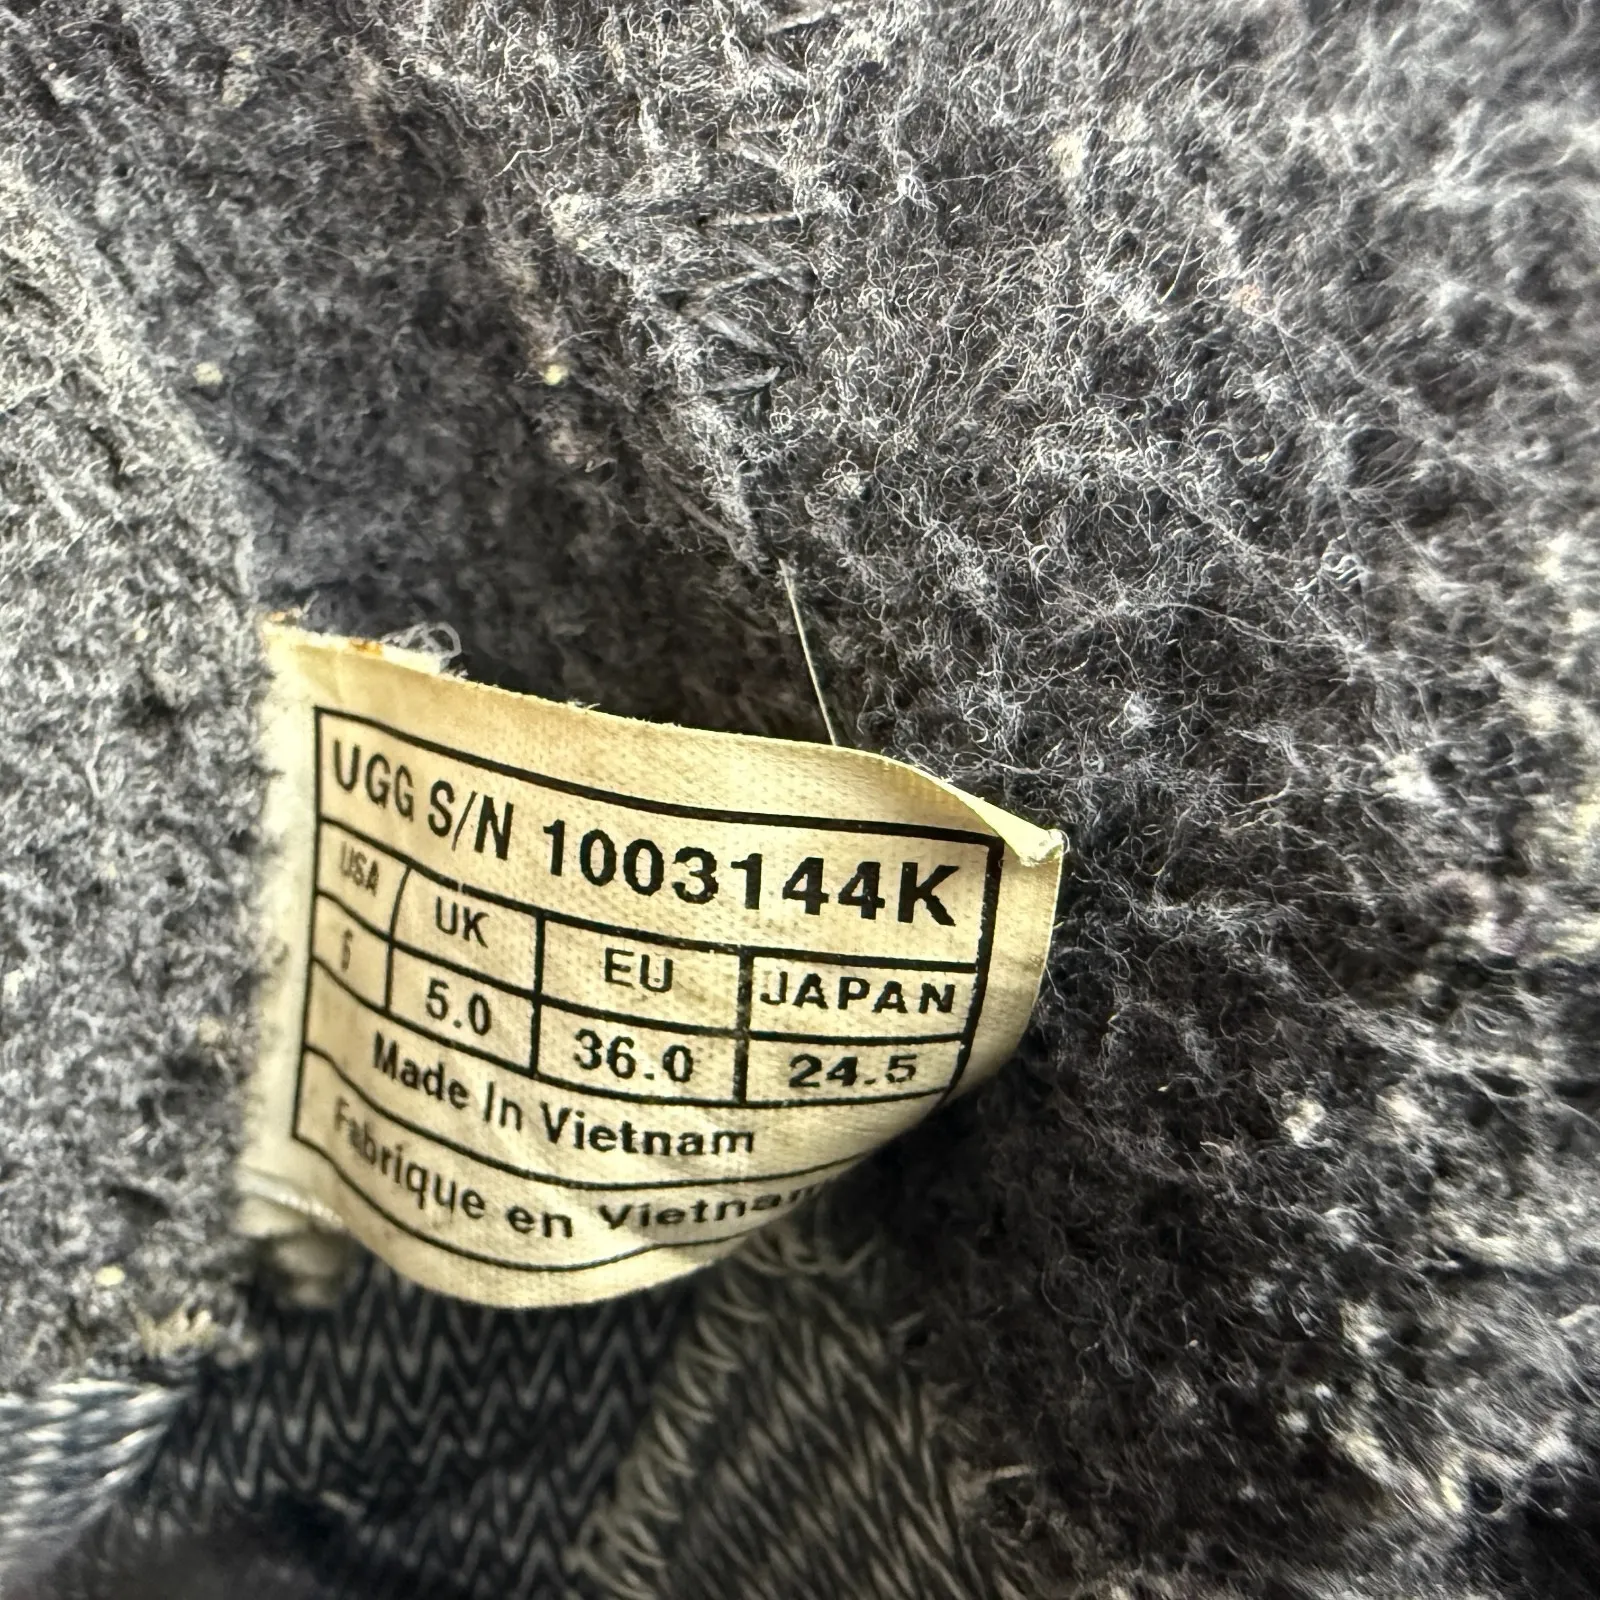 UGG S/N 1003144K
USA UK EU JAPAN
6 5.0 36.0 24.5
Made In Vietnam
Fabrique en Vietnam